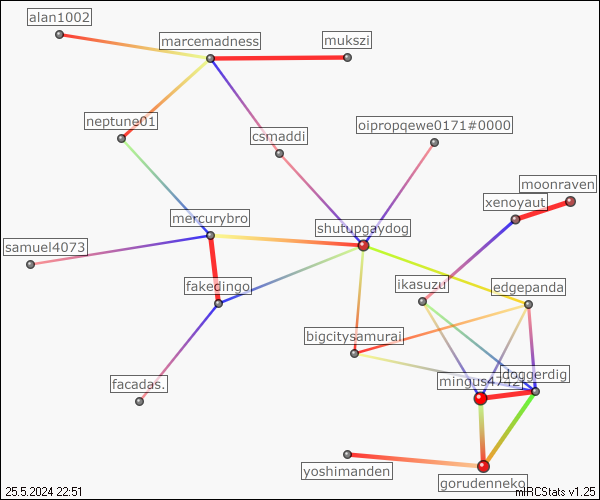 alan1002
marcemadness
mukszi
neptune01
csmaddi
oipropqewe0171#0000
moonraven
xenoyaut
mercurybro
shutupgaydog
samuel4073
fakedingo
ikasuzu
edgepanda
bigcitysamurai
doggerdig
facadas.
yoshimanden
gorudenneko
25.5.2024 22:51
mIRCStats v1.25